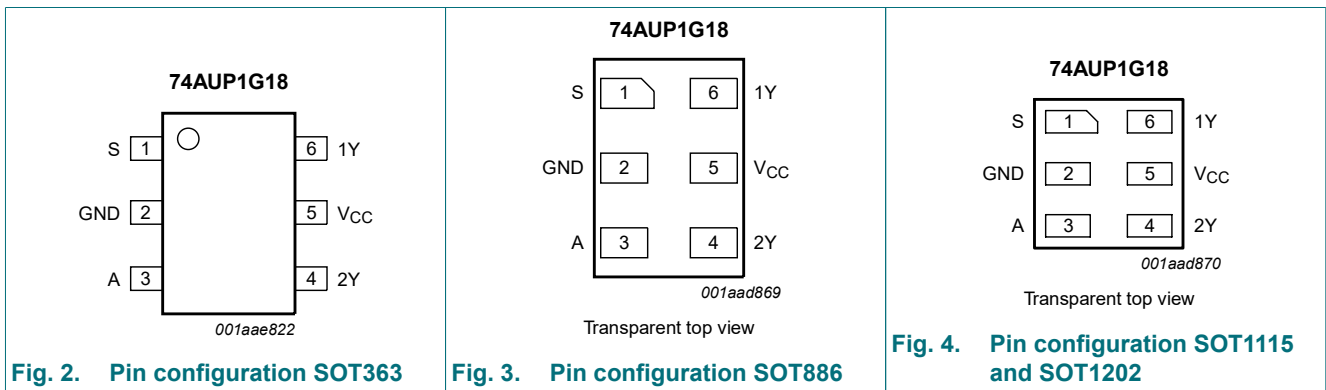 74AUP1G18
S 1 6 1Y
GND 2 5 VCC
A 3 4 2Y
001aae822
Fig. 2. Pin configuration SOT363
74AUP1G18
S 1 6 1Y
GND 2 5 VCC
A 3 4 2Y
001aad869
Transparent top view
Fig. 3. Pin configuration SOT886
74AUP1G18
S 1 6 1Y
GND 2 5 VCC
A 3 4 2Y
001aad870
Transparent top view
Fig. 4. Pin configuration SOT1115
and SOT1202